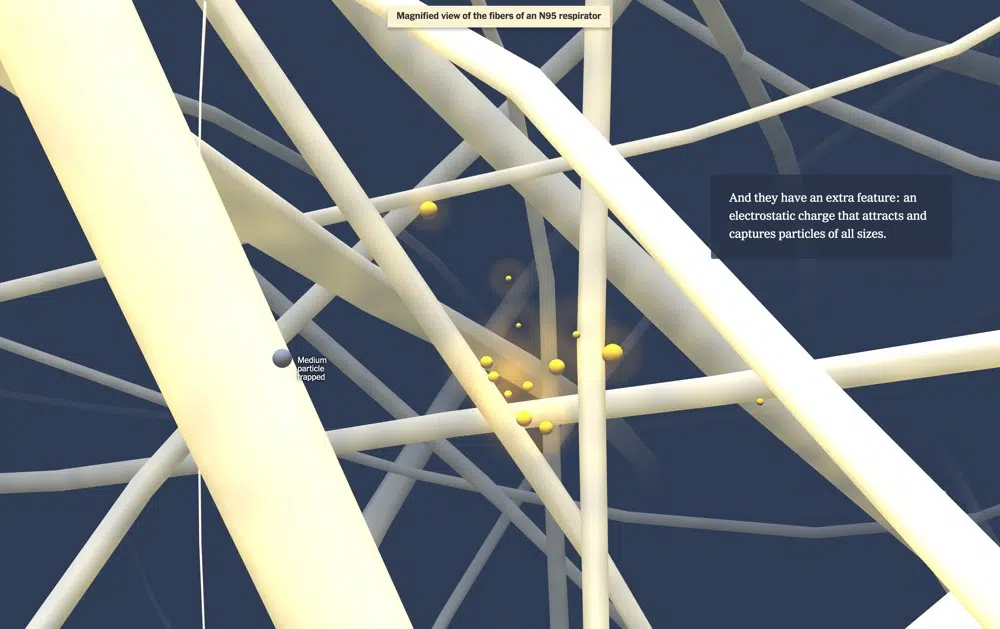 Magnified view of the fibers of an N95 respirator
And they have an extra feature: an
electrostatic charge that attracts and
captures particles of all sizes.
Medium
particle
trapped